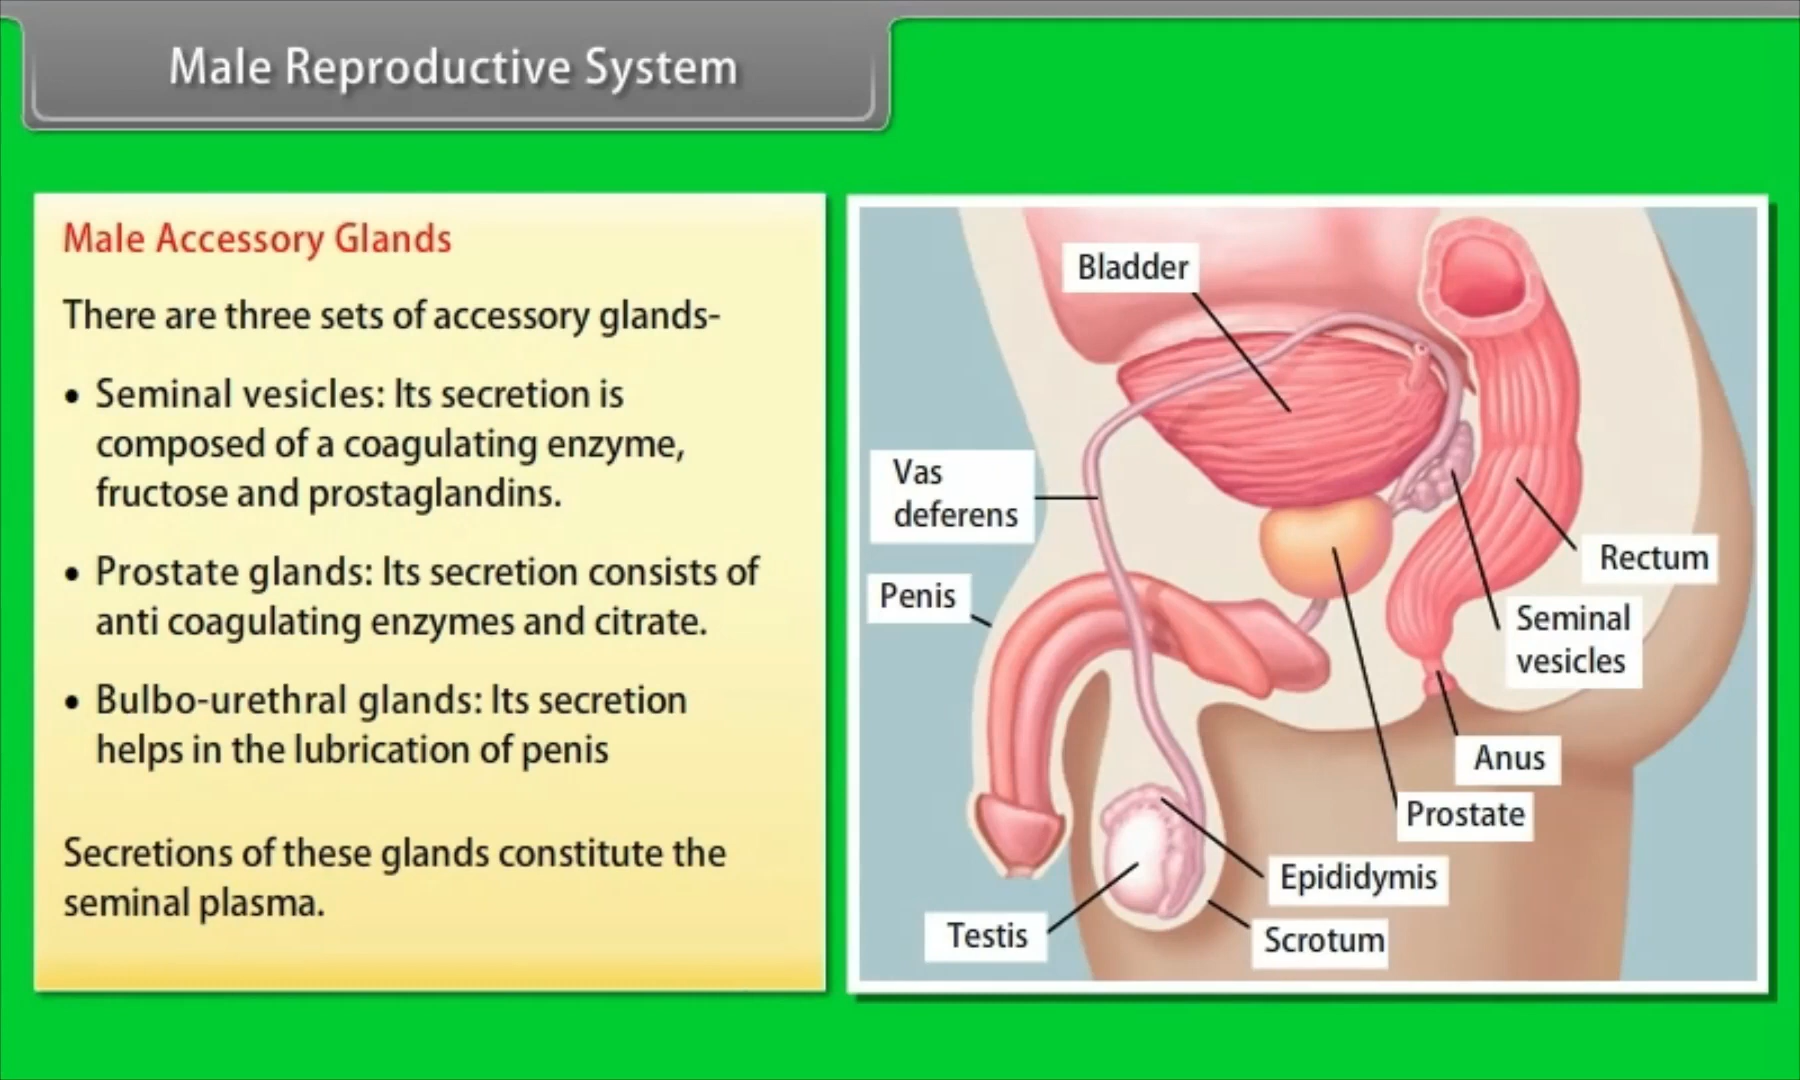 Male Reproductive System
Male Accessory Glands
There are three sets of accessory glands-
• Seminal vesicles: Its secretion is
composed of a coagulating enzyme,
fructose and prostaglandins.
• Prostate glands: Its secretion consists of
anti coagulating enzymes and citrate.
• Bulbo-urethral glands: Its secretion
helps in the lubrication of penis
Secretions of these glands constitute the
seminal plasma.
Bladder
Vas
deferens
Penis
Rectum
Seminal
vesicles
Anus
Prostate
Epididymis
Testis
Scrotum